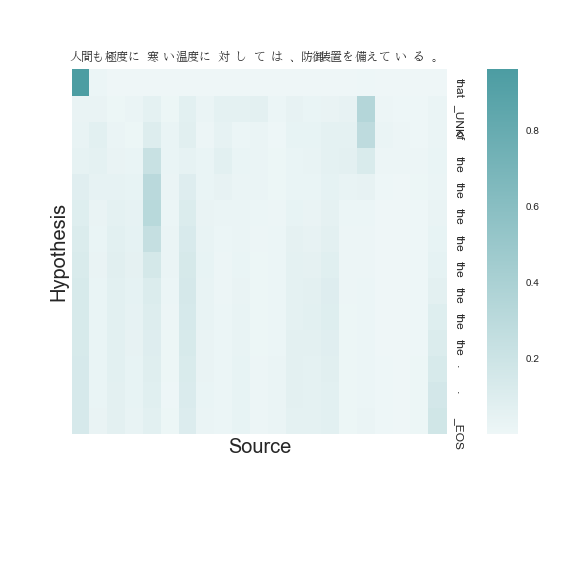 人間も極度に 寒 い温度に 対 し て は 、防御装置を備えて い る 。
that
_UNK
of
the
the
the
the
the
the
the
the
.
.
_EOS
Hypothesis
Source
0.8
0.6
0.4
0.2